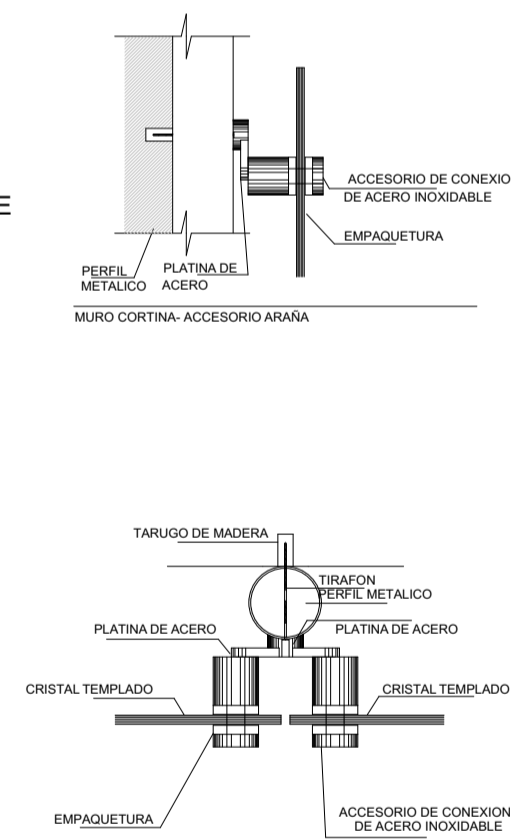 ACCESORIO DE CONEXIO
DE ACERO INOXIDABLE
E
EMPAQUETURA
PERFIL
METALICO
PLATINA DE
ACERO
MURO CORTINA- ACCESORIO ARAÑA
TARUGO DE MADERA
TIRAFON
PERFIL METALICO
PLATINA DE ACERO
PLATINA DE ACERO
CRISTAL TEMPLADO
CRISTAL TEMPLADO
EMPAQUETURA
ACCESORIO DE CONEXION
DE ACERO INOXIDABLE